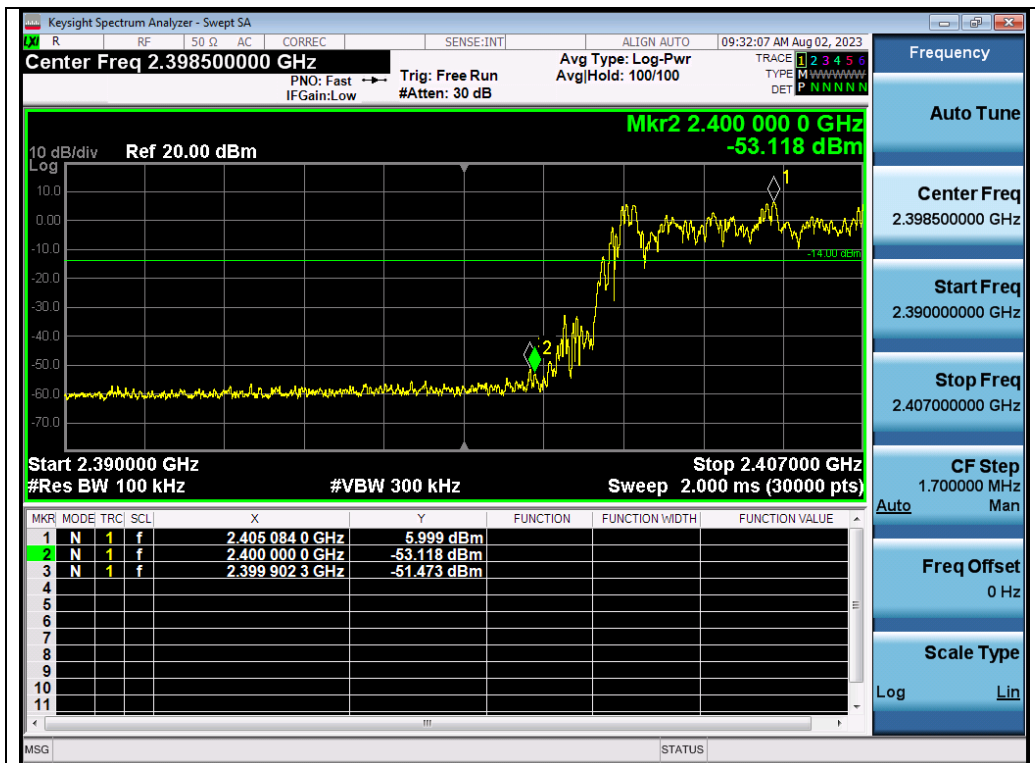 Keysight Spectrum Analyzer - Swept SA
LXI R RF 50 Ω AC CORREC SENSE:INT ALIGN AUTO 09:32:07 AM Aug 02, 2023
Center Freq 2.398500000 GHz
PNO: Fast
IFGain:Low
Trig: Free Run
#Atten: 30 dB
Avg Type: Log-Pwr
Avg|Hold: 100/100
TRACE 1 2 3 4 5 6
TYPE M W W W W W
DET P N N N N N
Mkr2 2.400 000 0 GHz
-53.118 dBm
10 dB/div Ref 20.00 dBm
Log
10.0
0.00
-10.0
-20.0
-30.0
-40.0
-50.0
-60.0
-70.0
1
-14.00 dBm
2
Start 2.390000 GHz Stop 2.407000 GHz
#Res BW 100 kHz #VBW 300 kHz Sweep 2.000 ms (30000 pts)
MKR MODE TRC SCL X Y FUNCTION FUNCTION WIDTH FUNCTION VALUE
1 N 1 f 2.405 084 0 GHz 5.999 dBm
2 N 1 f 2.400 000 0 GHz -53.118 dBm
3 N 1 f 2.399 902 3 GHz -51.473 dBm
4
5
6
7
8
9
10
11
MSG STATUS
Frequency
Auto Tune
Center Freq
2.398500000 GHz
Start Freq
2.390000000 GHz
Stop Freq
2.407000000 GHz
CF Step
1.700000 MHz
Auto Man
Freq Offset
0 Hz
Scale Type
Log Lin